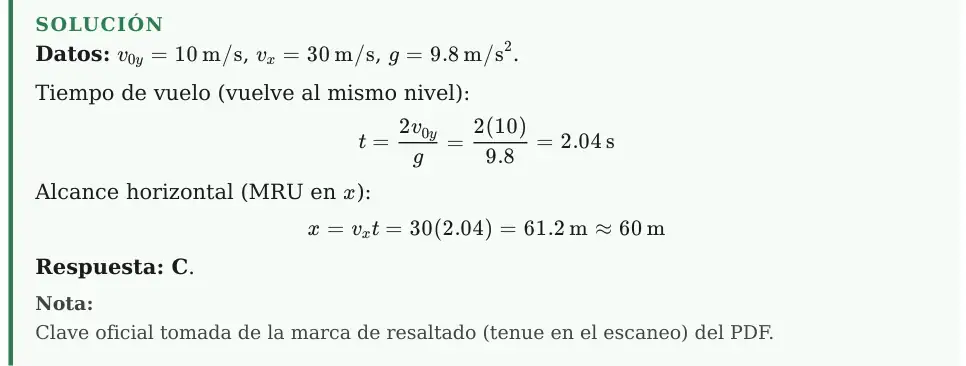 SOLUCIÓN
Datos: v₀y = 10 m/s, vₓ = 30 m/s, g = 9.8 m/s².
Tiempo de vuelo (vuelve al mismo nivel):
t = 2v₀y / g = 2(10) / 9.8 = 2.04 s
Alcance horizontal (MRU en x):
x = vₓt = 30(2.04) = 61.2 m ≈ 60 m
Respuesta: C.
Nota:
Clave oficial tomada de la marca de resaltado (tenue en el escaneo) del PDF.